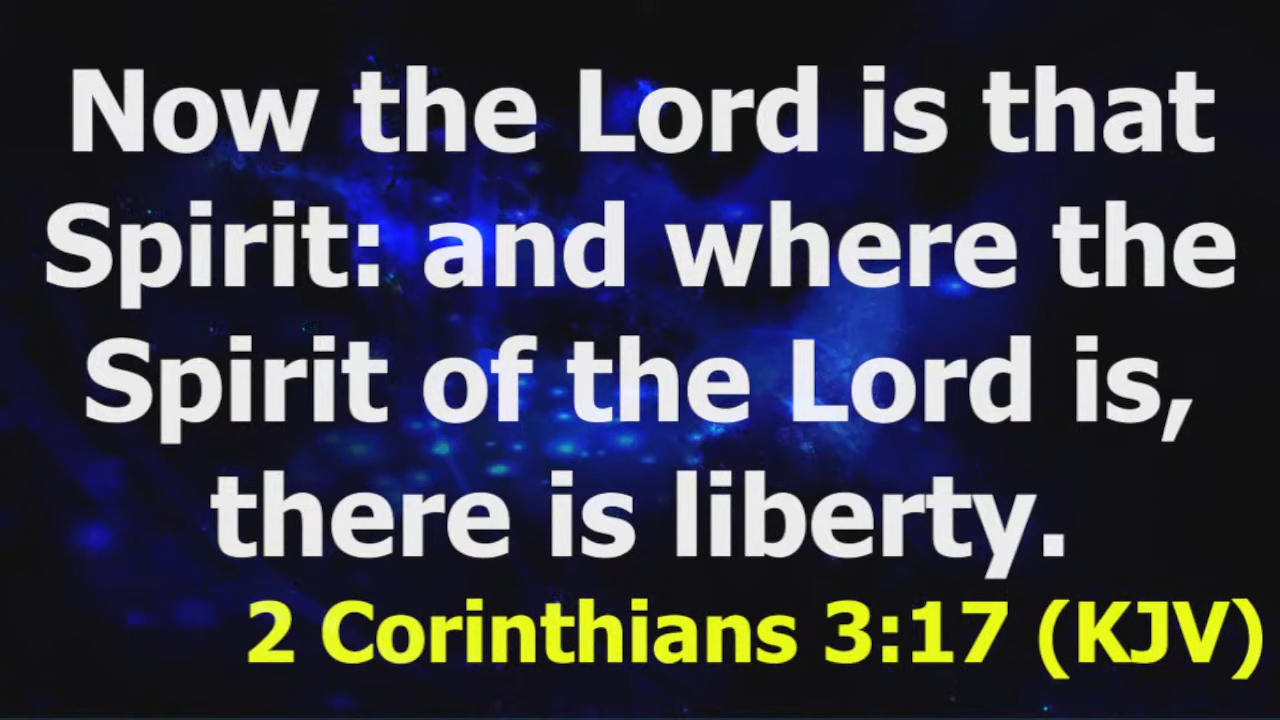 Now the Lord is that
Spirit: and where the
Spirit of the Lord is,
there is liberty.
2 Corinthians 3:17 (KJV)